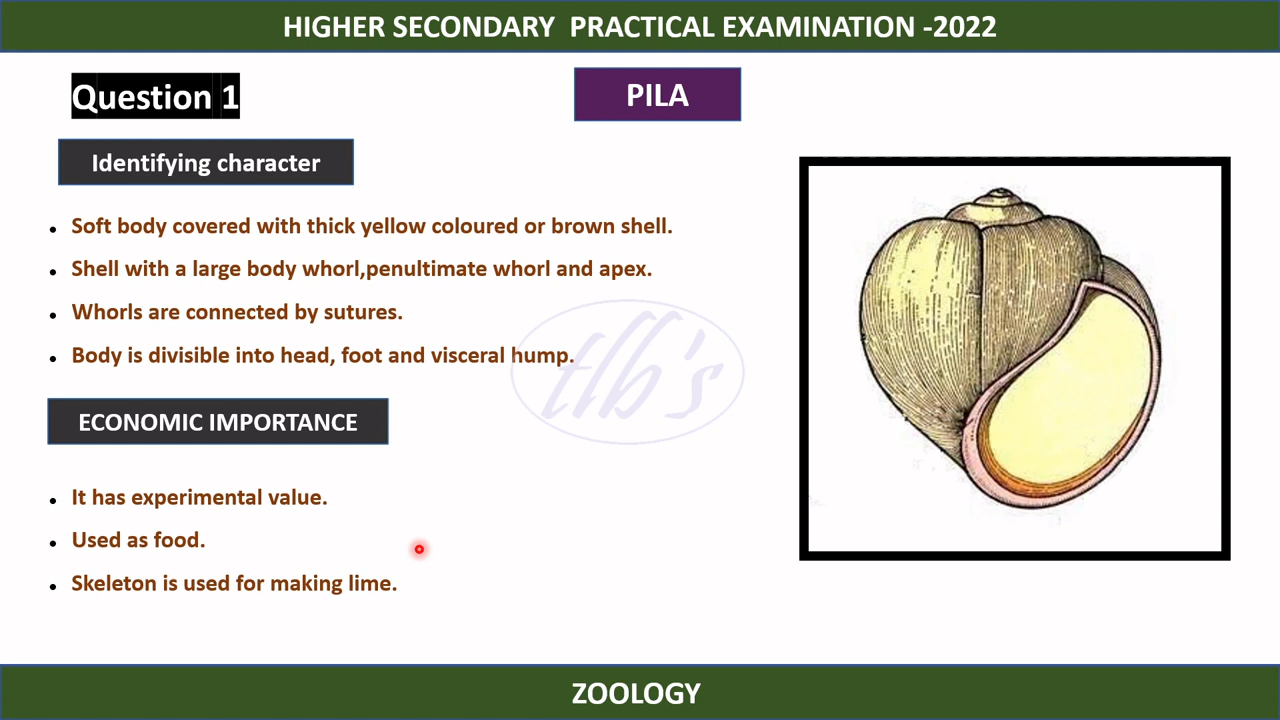 HIGHER SECONDARY PRACTICAL EXAMINATION -2022
Question 1
PILA
Identifying character
• Soft body covered with thick yellow coloured or brown shell.
• Shell with a large body whorl,penultimate whorl and apex.
• Whorls are connected by sutures.
• Body is divisible into head, foot and visceral hump.
tlb's
ECONOMIC IMPORTANCE
• It has experimental value.
• Used as food.
• Skeleton is used for making lime.
ZOOLOGY